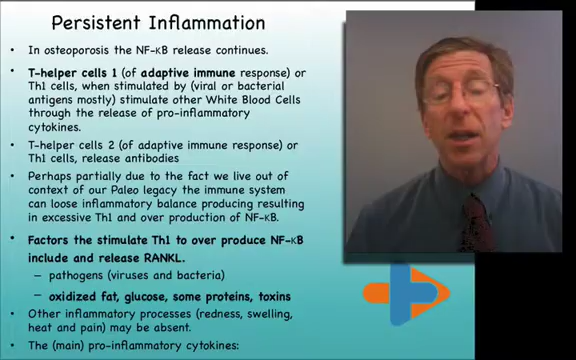 Persistent Inflammation
• In osteoporosis the NF-κB release continues.
• T-helper cells 1 (of adaptive immune response) or
Th1 cells, when stimulated by (viral or bacterial
antigens mostly) stimulate other White Blood Cells
through the release of pro-inflammatory
cytokines.
• T-helper cells 2 (of adaptive immune response) or
Th1 cells, release antibodies
• Perhaps partially due to the fact we live out of
context of our Paleo legacy the immune system
can loose inflammatory balance producing resulting
in excessive Th1 and over production of NF-κB.
• Factors the stimulate Th1 to over produce NF-κB
include and release RANKL.
– pathogens (viruses and bacteria)
– oxidized fat, glucose, some proteins, toxins
• Other inflammatory processes (redness, swelling,
heat and pain) may be absent.
• The (main) pro-inflammatory cytokines: